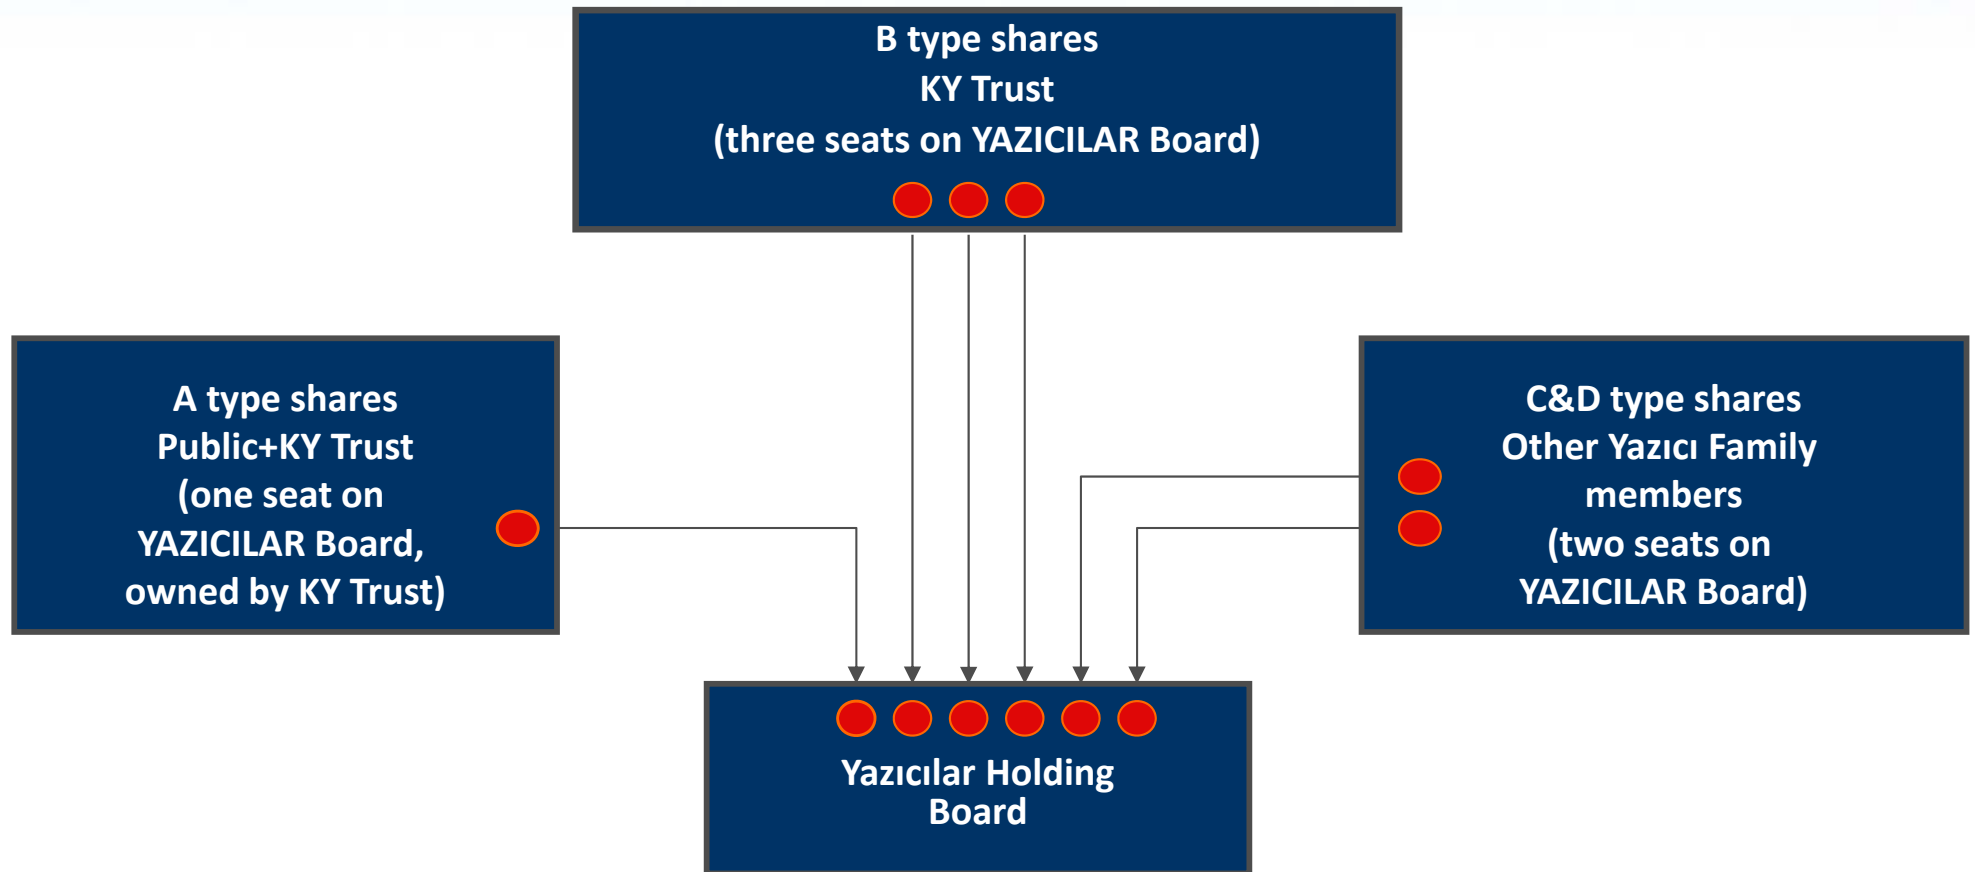 B type shares
KY Trust
(three seats on YAZICILAR Board)
A type shares
Public+KY Trust
(one seat on
YAZICILAR Board,
owned by KY Trust)
C&D type shares
Other Yazıcı Family
members
(two seats on
YAZICILAR Board)
Yazıcılar Holding
Board